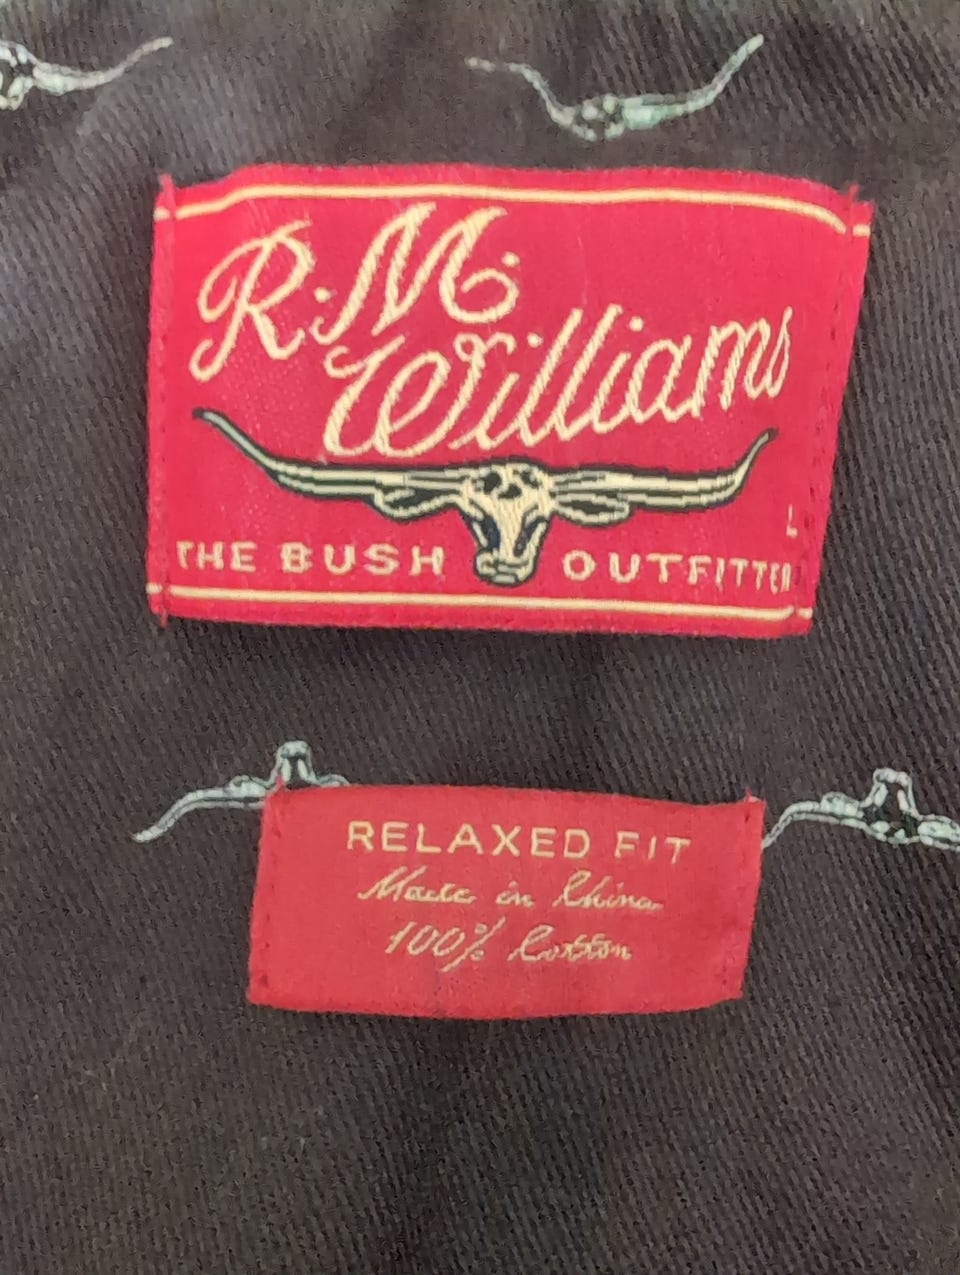 R.M.
Williams
L
THE BUSH OUTFITTER
RELAXED FIT
Made in China
100% Cotton